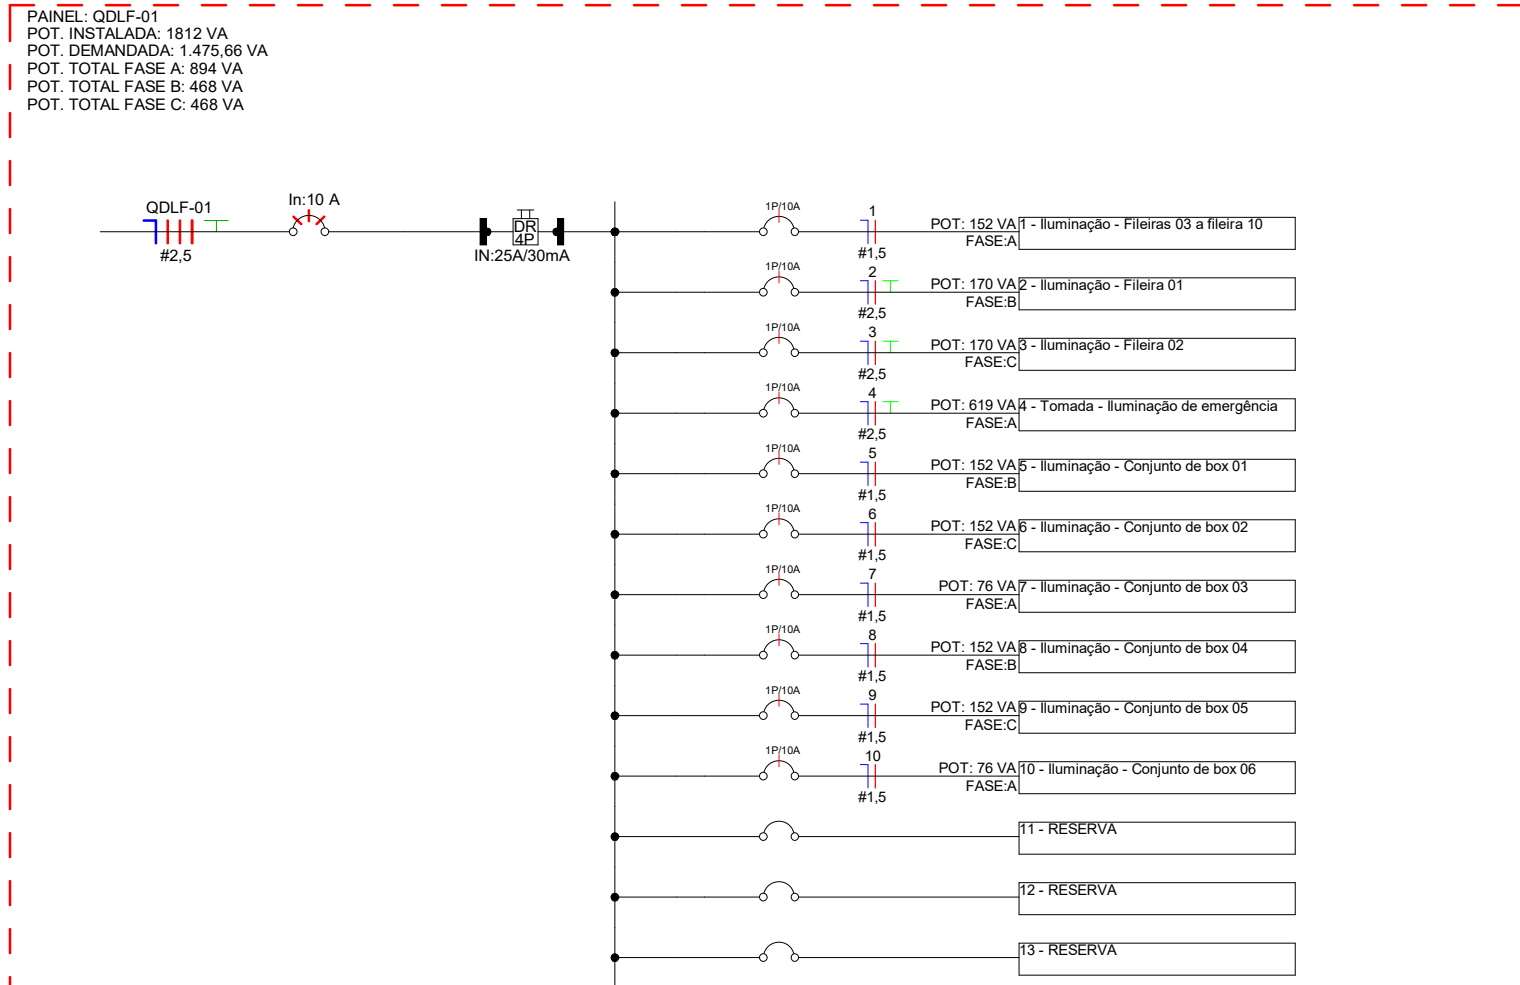 PAINEL: QDLF-01
POT. INSTALADA: 1812 VA
POT. DEMANDADA: 1.475,66 VA
POT. TOTAL FASE A: 894 VA
POT. TOTAL FASE B: 468 VA
POT. TOTAL FASE C: 468 VA
QDLF-01
#2,5
In:10 A
DR
4P
IN:25A/30mA
1P/10A
1
#1,5
POT: 152 VA
FASE:A
1 - Iluminação - Fileiras 03 a fileira 10
1P/10A
2
#2,5
POT: 170 VA
FASE:B
2 - Iluminação - Fileira 01
1P/10A
3
#2,5
POT: 170 VA
FASE:C
3 - Iluminação - Fileira 02
1P/10A
4
#2,5
POT: 619 VA
FASE:A
4 - Tomada - Iluminação de emergência
1P/10A
5
#1,5
POT: 152 VA
FASE:B
5 - Iluminação - Conjunto de box 01
1P/10A
6
#1,5
POT: 152 VA
FASE:C
6 - Iluminação - Conjunto de box 02
1P/10A
7
#1,5
POT: 76 VA
FASE:A
7 - Iluminação - Conjunto de box 03
1P/10A
8
#1,5
POT: 152 VA
FASE:B
8 - Iluminação - Conjunto de box 04
1P/10A
9
#1,5
POT: 152 VA
FASE:C
9 - Iluminação - Conjunto de box 05
1P/10A
10
#1,5
POT: 76 VA
FASE:A
10 - Iluminação - Conjunto de box 06
11 - RESERVA
12 - RESERVA
13 - RESERVA